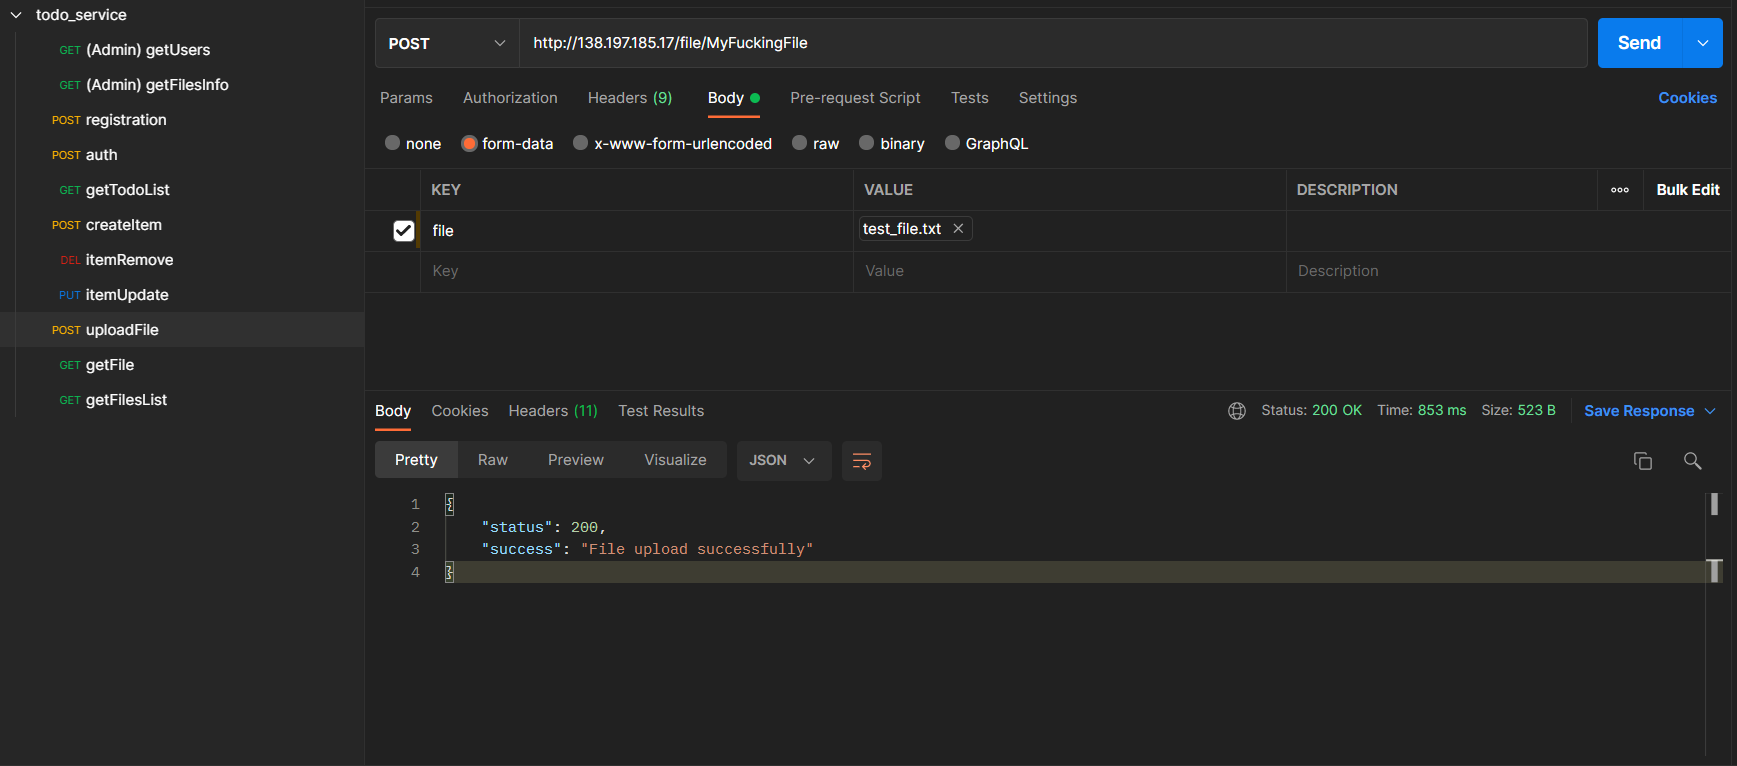 todo_service
GET (Admin) getUsers
GET (Admin) getFilesInfo
POST registration
POST auth
GET getTodoList
POST createItem
DEL itemRemove
PUT itemUpdate
POST uploadFile
GET getFile
GET getFilesList
POST http://138.197.185.17/file/MyFuckingFile Send
Params Authorization Headers (9) Body Pre-request Script Tests Settings Cookies
none form-data x-www-form-urlencoded raw binary GraphQL
KEY VALUE DESCRIPTION ooo Bulk Edit
file test_file.txt
Key Value Description
Body Cookies Headers (11) Test Results Status: 200 OK Time: 853 ms Size: 523 B Save Response
Pretty Raw Preview Visualize JSON
1 {
2 "status": 200,
3 "success": "File upload successfully"
4 }